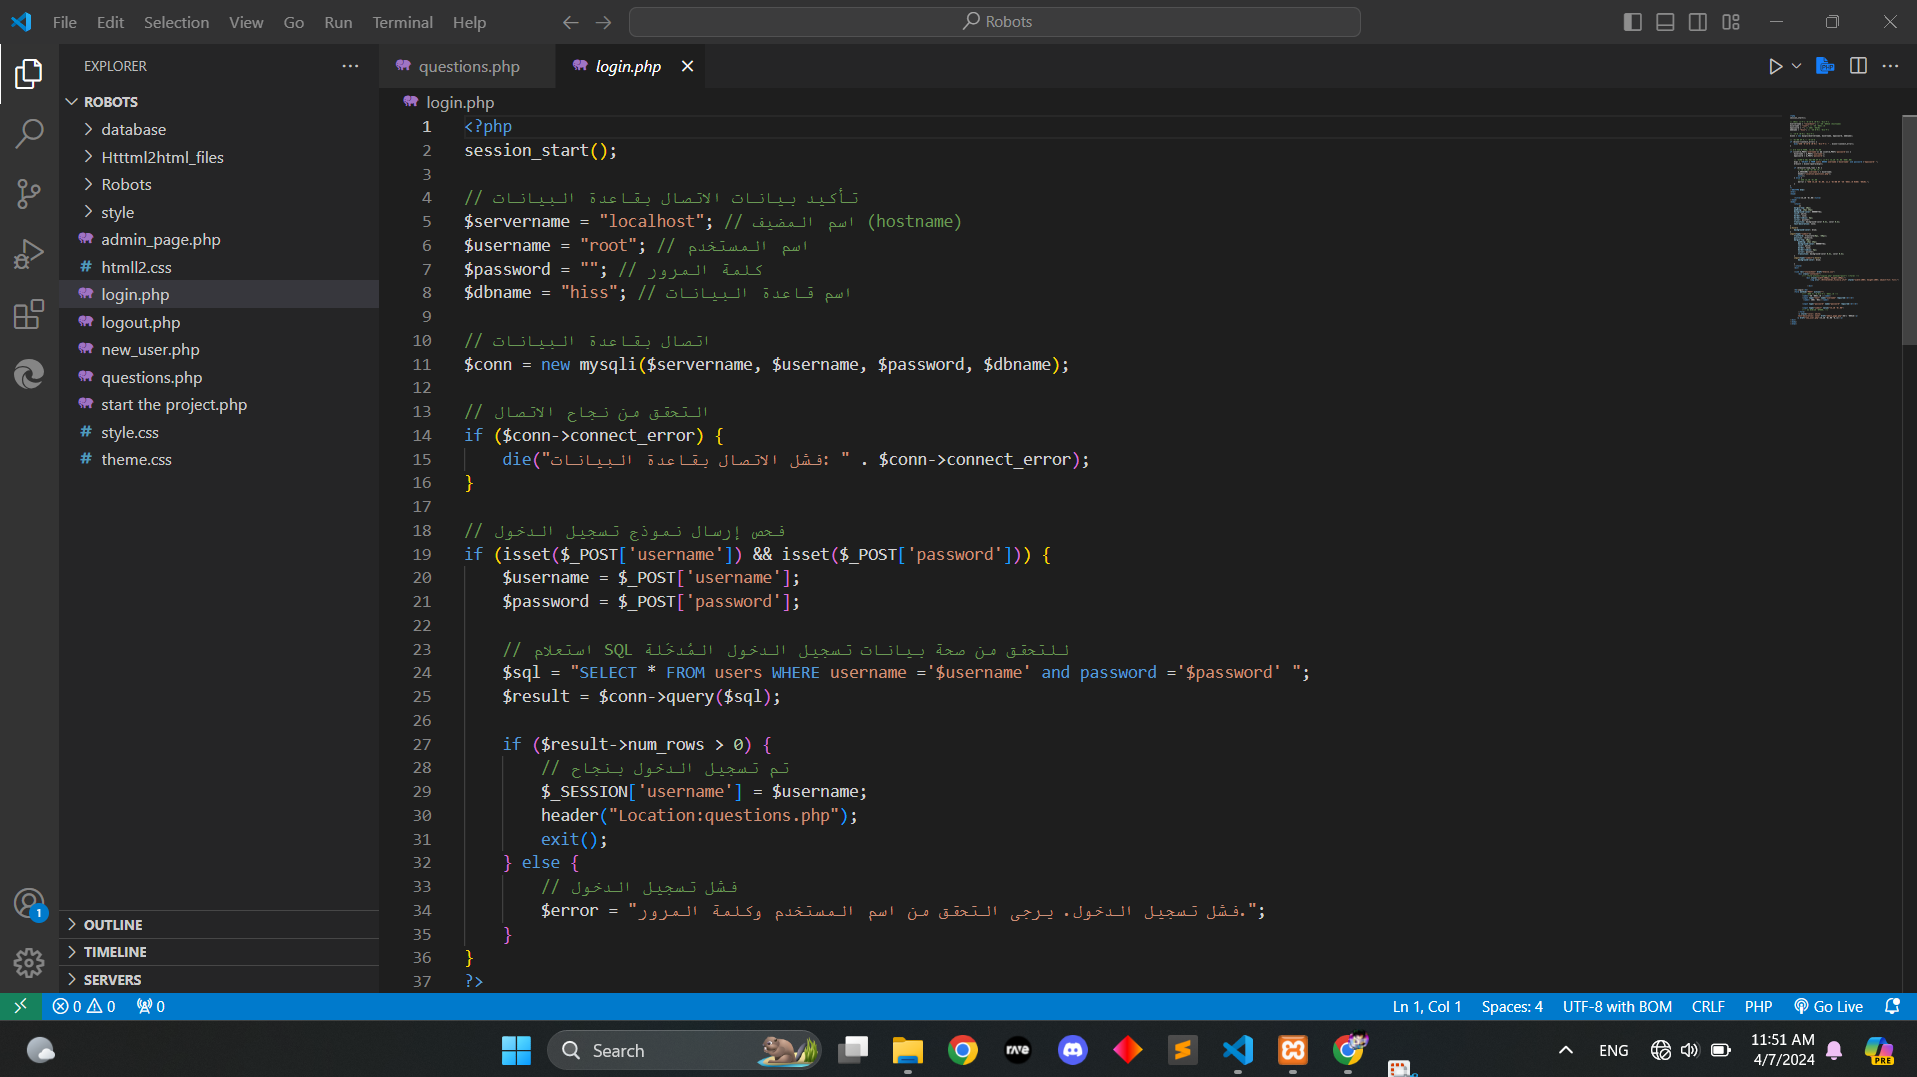 File Edit Selection View Go Run Terminal Help
Robots
EXPLORER
ROBOTS
database
Htttml2html_files
Robots
style
admin_page.php
htmll2.css
login.php
logout.php
new_user.php
questions.php
start the project.php
style.css
theme.css
OUTLINE
TIMELINE
SERVERS
questions.php login.php
login.php
1 <?php
2 session_start();
3
4 // تأكيد بيانات الاتصال بقاعدة البيانات
5 $servername = "localhost"; // اسم المضيف (hostname)
6 $username = "root"; // اسم المستخدم
7 $password = ""; // كلمة المرور
8 $dbname = "hiss"; // اسم قاعدة البيانات
9
10 // اتصال بقاعدة البيانات
11 $conn = new mysqli($servername, $username, $password, $dbname);
12
13 // التحقق من نجاح الاتصال
14 if ($conn->connect_error) {
15 die("فشل الاتصال بقاعدة البيانات: " . $conn->connect_error);
16 }
17
18 // فحص إرسال نموذج تسجيل الدخول
19 if (isset($_POST['username']) && isset($_POST['password'])) {
20 $username = $_POST['username'];
21 $password = $_POST['password'];
22
23 // استعلام SQL للتحقق من صحة بيانات تسجيل الدخول المُدخَلة
24 $sql = "SELECT * FROM users WHERE username ='$username' and password ='$password' ";
25 $result = $conn->query($sql);
26
27 if ($result->num_rows > 0) {
28 // تم تسجيل الدخول بنجاح
29 $_SESSION['username'] = $username;
30 header("Location:questions.php");
31 exit();
32 } else {
33 // فشل تسجيل الدخول
34 $error = "فشل تسجيل الدخول. يرجى التحقق من اسم المستخدم وكلمة المرور.";
35 }
36 }
37 ?>
1
0 0 0
Ln 1, Col 1 Spaces: 4 UTF-8 with BOM CRLF PHP Go Live
Search
rave
ENG
11:51 AM
4/7/2024
PRE